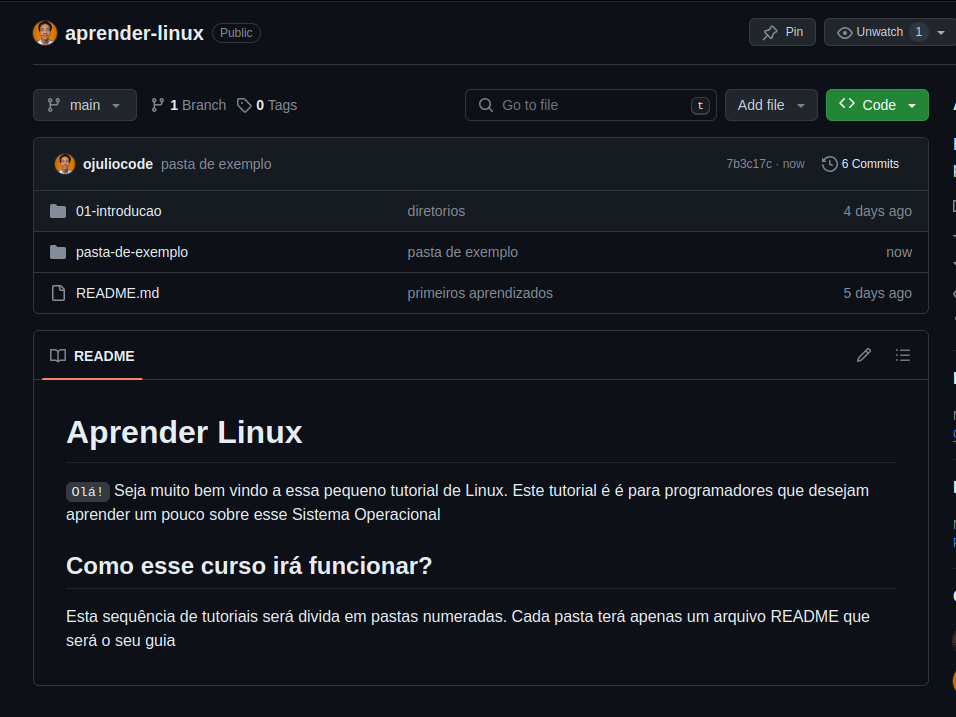 aprender-linux Public Pin Unwatch 1
main 1 Branch 0 Tags Go to file t Add file Code
ojuliocode pasta de exemplo 7b3c17c · now 6 Commits
01-introducao diretorios 4 days ago
pasta-de-exemplo pasta de exemplo now
README.md primeiros aprendizados 5 days ago
README
Aprender Linux
Olá! Seja muito bem vindo a essa pequeno tutorial de Linux. Este tutorial é é para programadores que desejam
aprender um pouco sobre esse Sistema Operacional
Como esse curso irá funcionar?
Esta sequência de tutoriais será divida em pastas numeradas. Cada pasta terá apenas um arquivo README que
será o seu guia